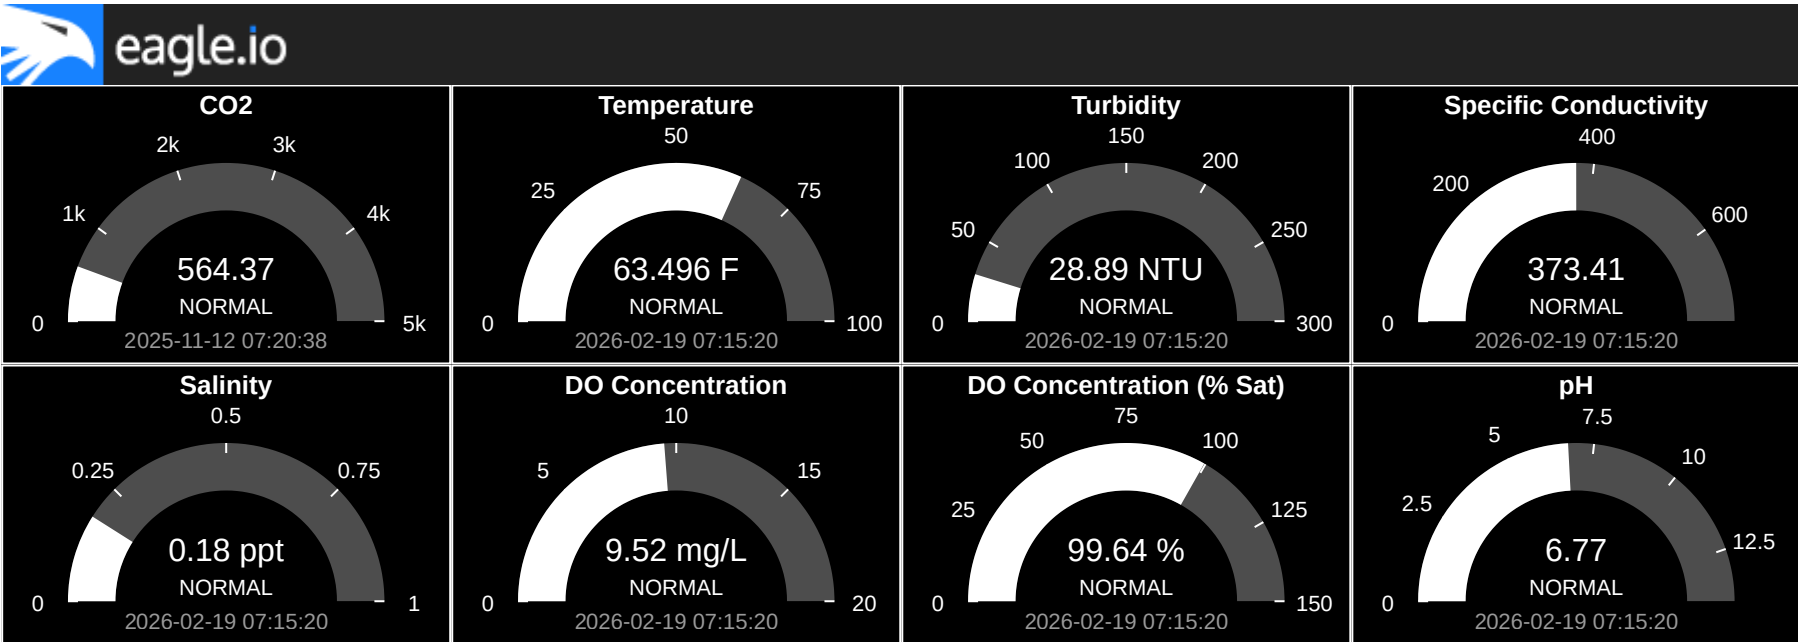 eagle.io
CO2
2k
3k
1k
4k
564.37
NORMAL
0
5k
2025-11-12 07:20:38
Temperature
50
25
75
63.496 F
NORMAL
0
100
2026-02-19 07:15:20
Turbidity
150
100
200
50
250
28.89 NTU
NORMAL
0
300
2026-02-19 07:15:20
Specific Conductivity
400
200
600
373.41
NORMAL
0
2026-02-19 07:15:20
Salinity
0.5
0.25
0.75
0.18 ppt
NORMAL
0
1
2026-02-19 07:15:20
DO Concentration
10
5
15
9.52 mg/L
NORMAL
0
20
2026-02-19 07:15:20
DO Concentration (% Sat)
75
50
100
25
125
99.64 %
NORMAL
0
150
2026-02-19 07:15:20
pH
7.5
5
10
2.5
12.5
6.77
NORMAL
0
2026-02-19 07:15:20